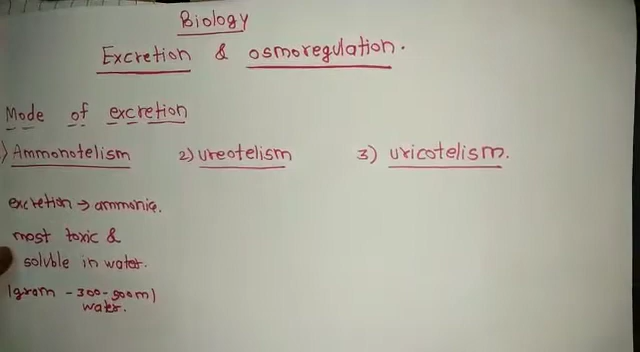 Biology
Excretion & osmoregulation.
Mode of excretion
1) Ammonotelism 2) ureotelism 3) uricotelism.
excretion → ammonia.
most toxic &
soluble in water.
1gram - 300-500ml
water.